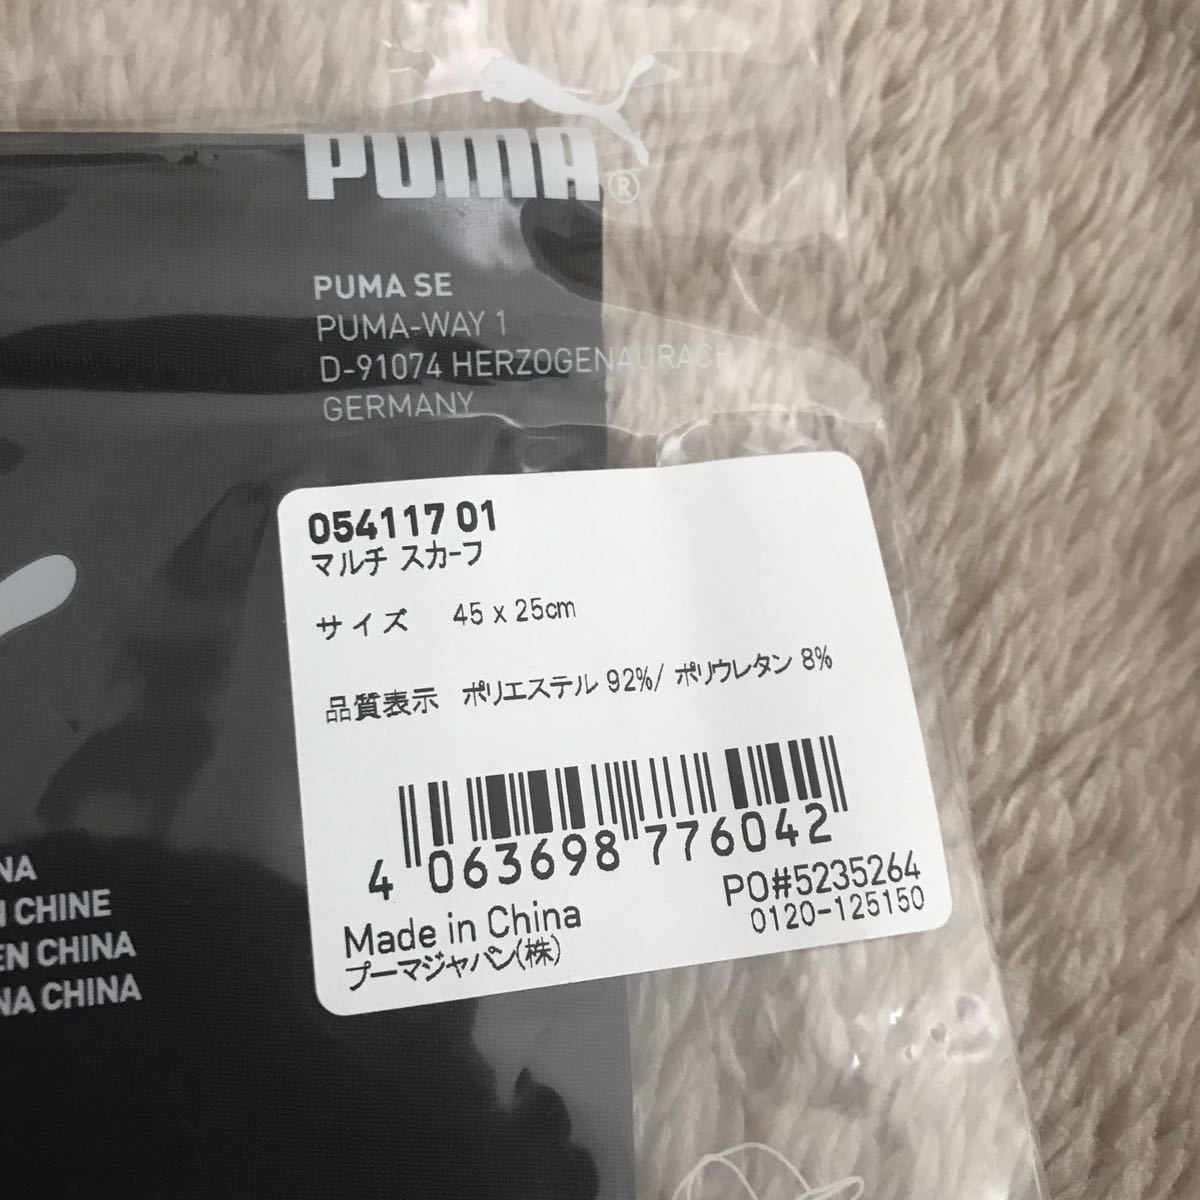 PUMA®
PUMA SE
PUMA-WAY 1
D-91074 HERZOGENAURACH
GERMANY
054117 01
マルチ スカーフ
サイズ 45 x 25cm
品質表示 ポリエステル 92%/ ポリウレタン 8%
4 063698 776042
PO#5235264
0120-125150
Made in China
プーマジャパン(株)
CHINE
CHINA
CHINA